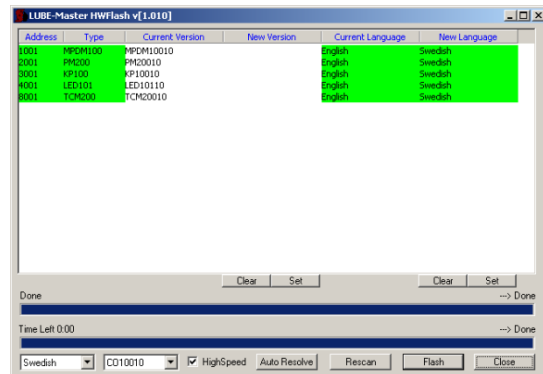 LUBE-Master HWFlash v[1.010]
Address Type Current Version New Version Current Language New Language
1001 MPDM100 MPDM10010 English Swedish
2001 PM200 PM20010 English Swedish
3001 KP100 KP10010 English Swedish
4001 LED101 LED10110 English Swedish
8001 TCM200 TCM20010 English Swedish
Clear Set Clear Set
Done ---> Done
Time Left 0:00 ---> Done
Swedish CO10010 HighSpeed Auto Resolve Rescan Flash Close